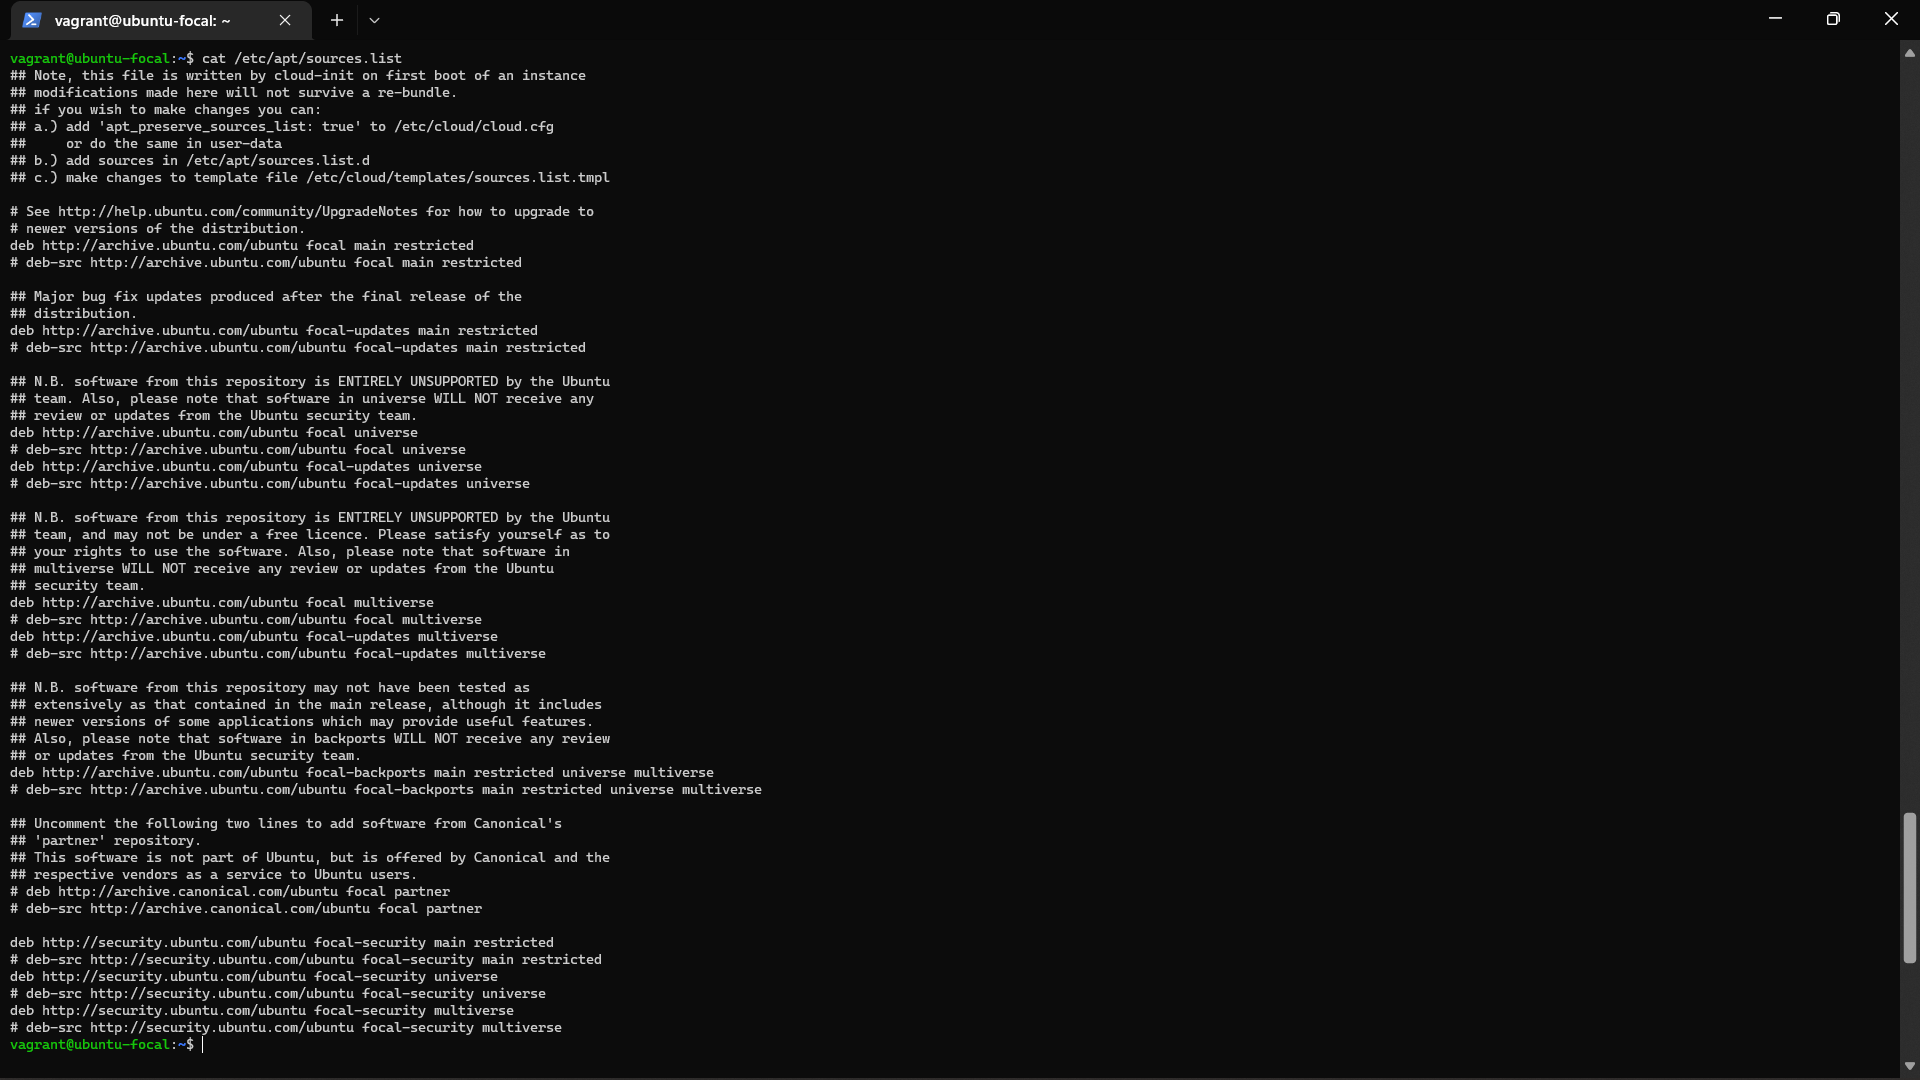 vagrant@ubuntu-focal: ~
vagrant@ubuntu-focal:~$ cat /etc/apt/sources.list
## Note, this file is written by cloud-init on first boot of an instance
## modifications made here will not survive a re-bundle.
## if you wish to make changes you can:
## a.) add 'apt_preserve_sources_list: true' to /etc/cloud/cloud.cfg
##     or do the same in user-data
## b.) add sources in /etc/apt/sources.list.d
## c.) make changes to template file /etc/cloud/templates/sources.list.tmpl

# See http://help.ubuntu.com/community/UpgradeNotes for how to upgrade to
# newer versions of the distribution.
deb http://archive.ubuntu.com/ubuntu focal main restricted
# deb-src http://archive.ubuntu.com/ubuntu focal main restricted

## Major bug fix updates produced after the final release of the
## distribution.
deb http://archive.ubuntu.com/ubuntu focal-updates main restricted
# deb-src http://archive.ubuntu.com/ubuntu focal-updates main restricted

## N.B. software from this repository is ENTIRELY UNSUPPORTED by the Ubuntu
## team. Also, please note that software in universe WILL NOT receive any
## review or updates from the Ubuntu security team.
deb http://archive.ubuntu.com/ubuntu focal universe
# deb-src http://archive.ubuntu.com/ubuntu focal universe
deb http://archive.ubuntu.com/ubuntu focal-updates universe
# deb-src http://archive.ubuntu.com/ubuntu focal-updates universe

## N.B. software from this repository is ENTIRELY UNSUPPORTED by the Ubuntu
## team, and may not be under a free licence. Please satisfy yourself as to
## your rights to use the software. Also, please note that software in
## multiverse WILL NOT receive any review or updates from the Ubuntu
## security team.
deb http://archive.ubuntu.com/ubuntu focal multiverse
# deb-src http://archive.ubuntu.com/ubuntu focal multiverse
deb http://archive.ubuntu.com/ubuntu focal-updates multiverse
# deb-src http://archive.ubuntu.com/ubuntu focal-updates multiverse

## N.B. software from this repository may not have been tested as
## extensively as that contained in the main release, although it includes
## newer versions of some applications which may provide useful features.
## Also, please note that software in backports WILL NOT receive any review
## or updates from the Ubuntu security team.
deb http://archive.ubuntu.com/ubuntu focal-backports main restricted universe multiverse
# deb-src http://archive.ubuntu.com/ubuntu focal-backports main restricted universe multiverse

## Uncomment the following two lines to add software from Canonical's
## 'partner' repository.
## This software is not part of Ubuntu, but is offered by Canonical and the
## respective vendors as a service to Ubuntu users.
# deb http://archive.canonical.com/ubuntu focal partner
# deb-src http://archive.canonical.com/ubuntu focal partner

deb http://security.ubuntu.com/ubuntu focal-security main restricted
# deb-src http://security.ubuntu.com/ubuntu focal-security main restricted
deb http://security.ubuntu.com/ubuntu focal-security universe
# deb-src http://security.ubuntu.com/ubuntu focal-security universe
deb http://security.ubuntu.com/ubuntu focal-security multiverse
# deb-src http://security.ubuntu.com/ubuntu focal-security multiverse
vagrant@ubuntu-focal:~$